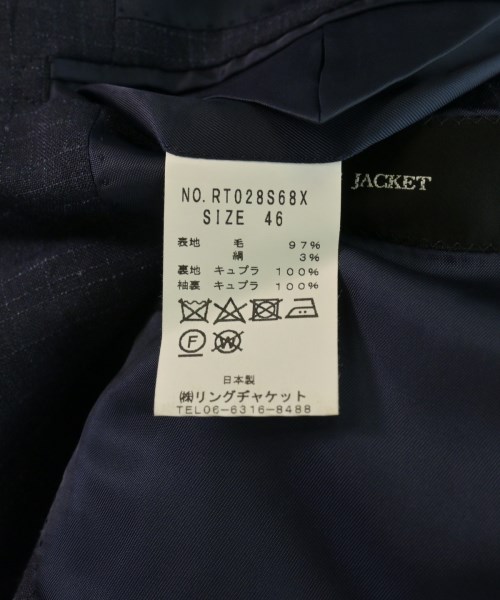 NO.RT028S68X
SIZE 46
表地 毛 97%
絹 3%
裏地 キュプラ 100%
袖裏 キュプラ 100%
F W
日本製
㈱リングヂャケット
TEL06-6316-8488
JACKET